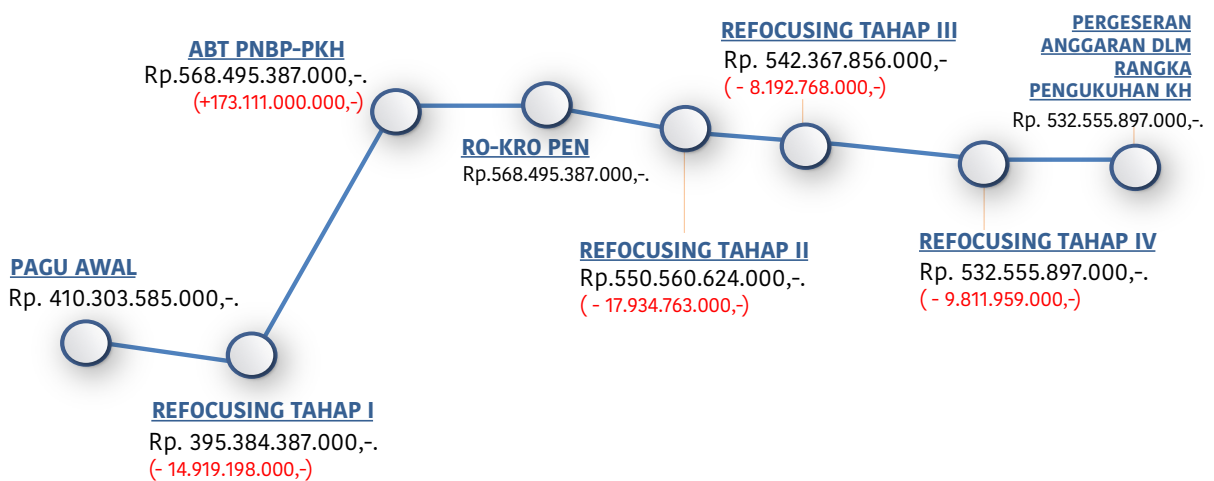 PAGU AWAL
Rp. 410.303.585.000,-.
REFOCUSING TAHAP I
Rp. 395.384.387.000,-.
(- 14.919.198.000,-)
ABT PNBP-PKH
Rp.568.495.387.000,-.
(+173.111.000.000,-)
RO-KRO PEN
Rp.568.495.387.000,-.
REFOCUSING TAHAP II
Rp.550.560.624.000,-.
( - 17.934.763.000,-)
REFOCUSING TAHAP III
Rp. 542.367.856.000,-
( - 8.192.768.000,-)
REFOCUSING TAHAP IV
Rp. 532.555.897.000,-.
( - 9.811.959.000,-)
PERGESERAN
ANGGARAN DLM
RANGKA
PENGUKUHAN KH
Rp. 532.555.897.000,-.